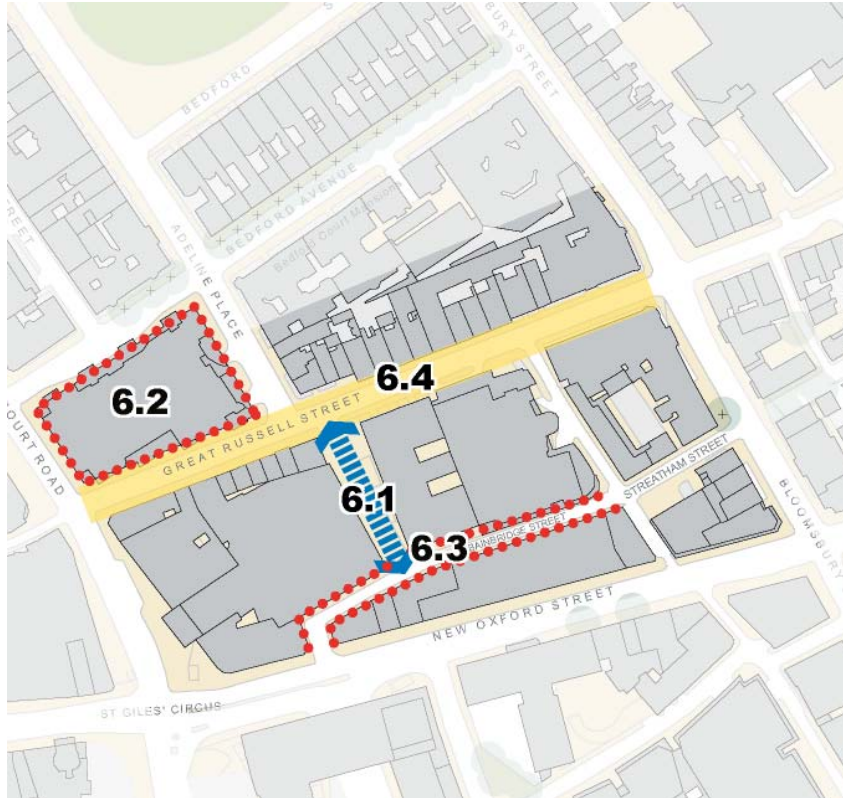 BEDFORD
BURY STREET
BEDFORD AVENUE
Bedford Court Mansions
ADELINE PLACE
STREET
6.2
6.4
COURT ROAD
GREAT RUSSELL STREET
6.1
STREATHAM STREET
6.3
BAINBRIDGE STREET
BLOOMSBURY
NEW OXFORD STREET
ST GILES' CIRCUS